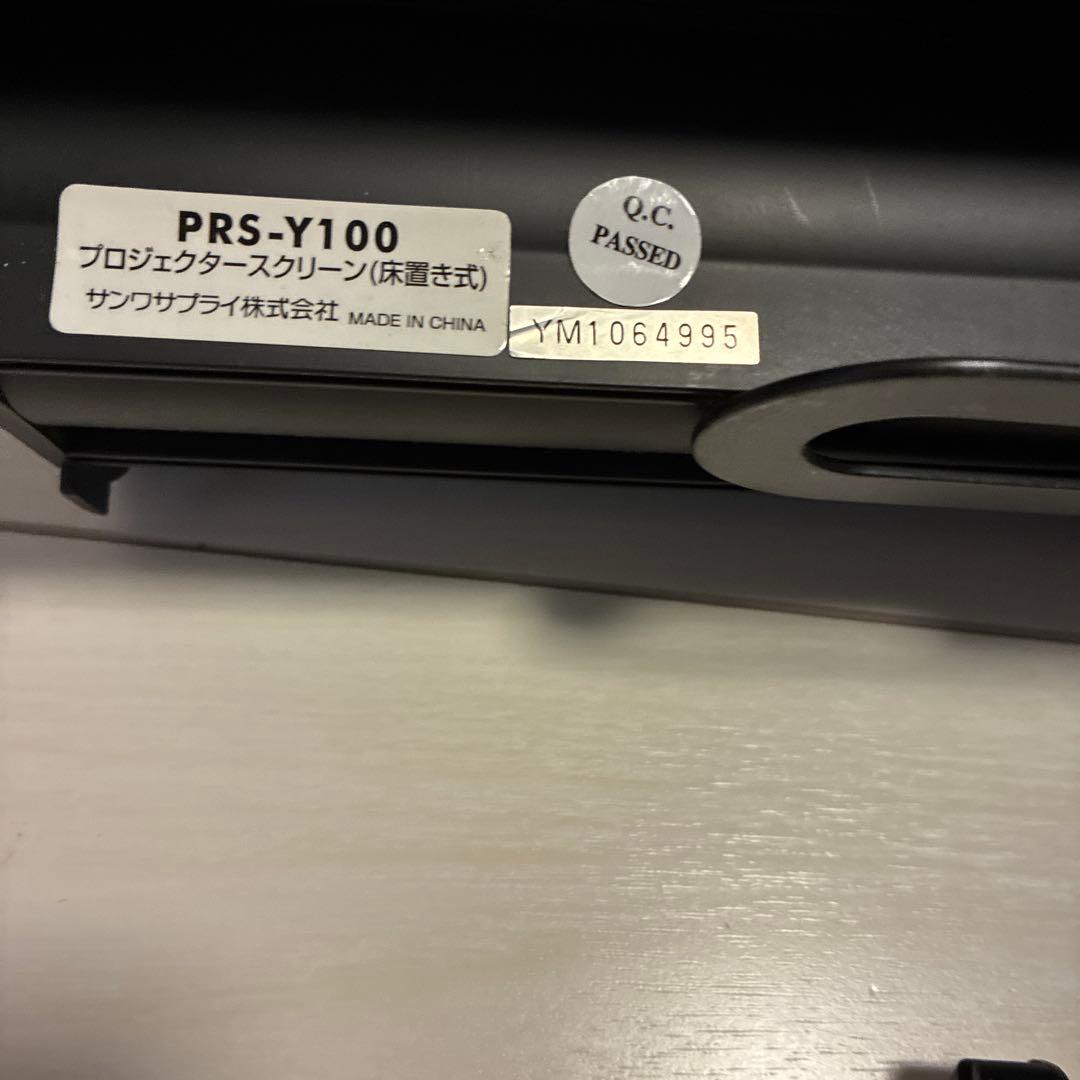 PRS-Y100
プロジェクタースクリーン(床置き式)
サンワサプライ株式会社 MADE IN CHINA
Q.C.
PASSED
YM1064995